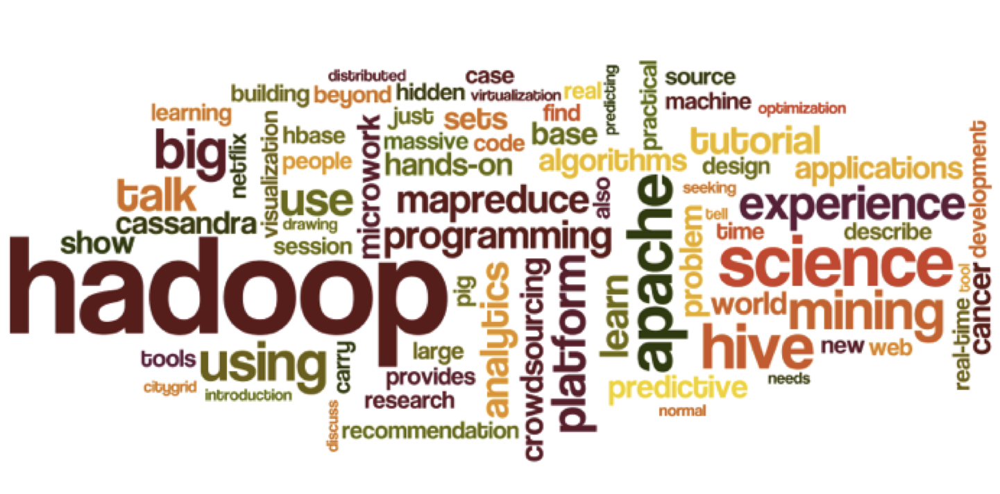 distributed
case
source
building
beyond
hidden
virtualization
real
predicting
practical
machine
optimization
learning
just
sets
find
big
netflix
visualization
hbase
microwork
massive
code
base
tutorial
people
hands-on
algorithms
design
applications
development
talk
use
mapreduce
also
apache
seeking
experience
cassandra
drawing
programming
problem
tell
time
describe
show
session
science
hadoop
pig
analytics
crowdsourcing
platform
learn
world
mining
tool
cancer
tools
using
carry
large
hive
new
web
real-time
citygrid
introduction
provides
predictive
needs
research
normal
discuss
recommendation